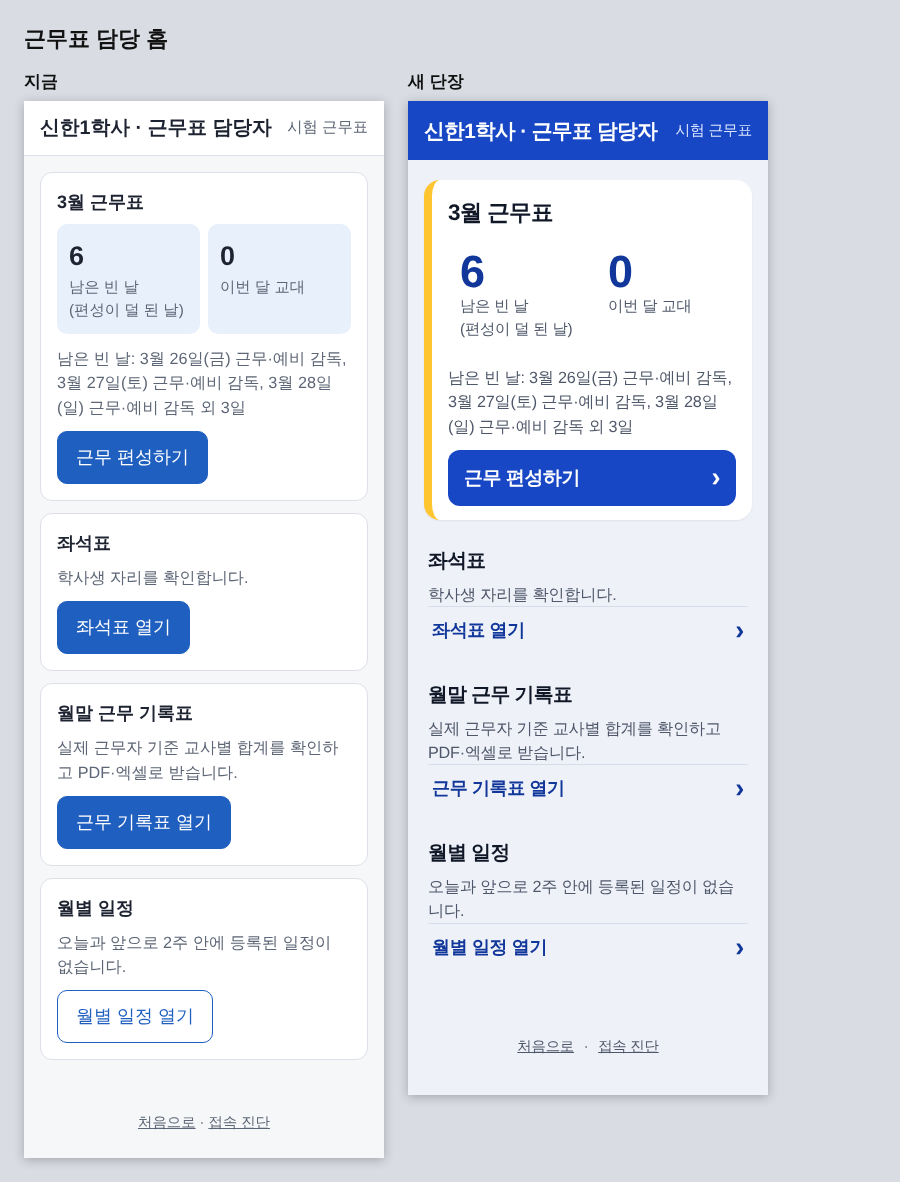 근무표 담당 홈
지금
신한1학사 · 근무표 담당자 시험 근무표
3월 근무표
6
남은 빈 날
(편성이 덜 된 날)
0
이번 달 교대
남은 빈 날: 3월 26일(금) 근무·예비 감독,
3월 27일(토) 근무·예비 감독, 3월 28일
(일) 근무·예비 감독 외 3일
근무 편성하기
좌석표
학사생 자리를 확인합니다.
좌석표 열기
월말 근무 기록표
실제 근무자 기준 교사별 합계를 확인하
고 PDF·엑셀로 받습니다.
근무 기록표 열기
월별 일정
오늘과 앞으로 2주 안에 등록된 일정이
없습니다.
월별 일정 열기
처음으로 · 접속 진단
새 단장
신한1학사 · 근무표 담당자 시험 근무표
3월 근무표
6
남은 빈 날
(편성이 덜 된 날)
0
이번 달 교대
남은 빈 날: 3월 26일(금) 근무·예비 감독,
3월 27일(토) 근무·예비 감독, 3월 28일
(일) 근무·예비 감독 외 3일
근무 편성하기 ›
좌석표
학사생 자리를 확인합니다.
좌석표 열기 ›
월말 근무 기록표
실제 근무자 기준 교사별 합계를 확인하고
PDF·엑셀로 받습니다.
근무 기록표 열기 ›
월별 일정
오늘과 앞으로 2주 안에 등록된 일정이 없습
니다.
월별 일정 열기 ›
처음으로 · 접속 진단